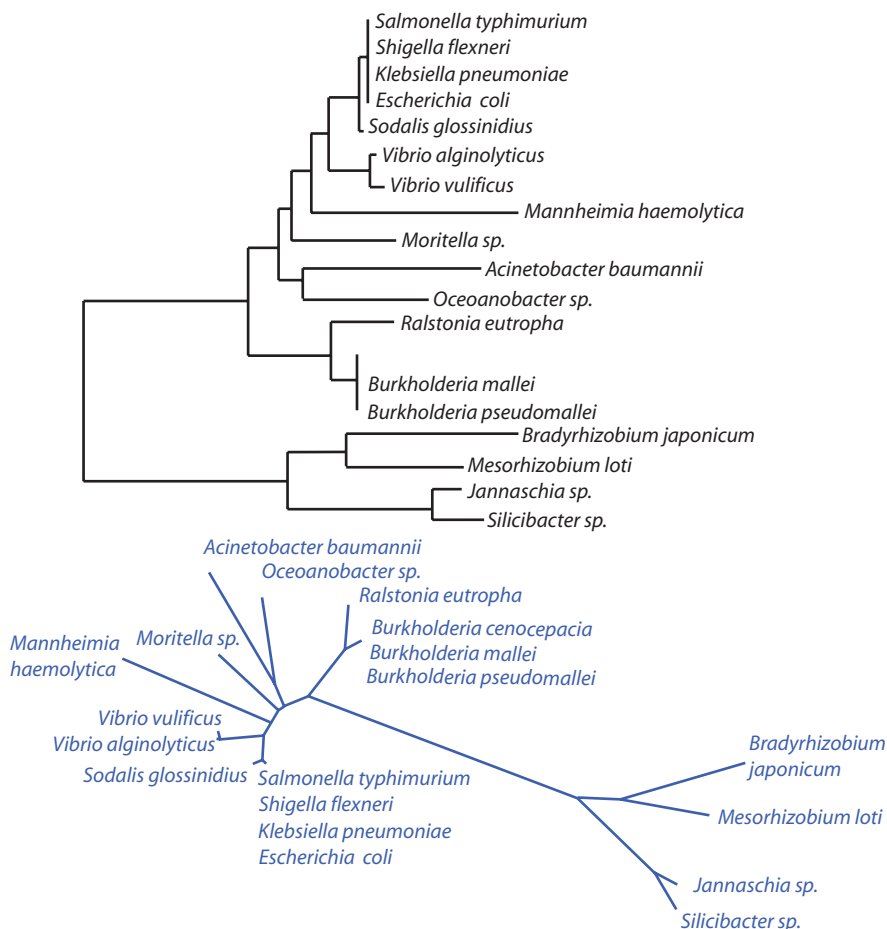 Salmonella typhimurium
Shigella flexneri
Klebsiella pneumoniae
Escherichia coli
Sodalis glossinidius
Vibrio alginolyticus
Vibrio vulificus
Mannheimia haemolytica
Moritella sp.
Acinetobacter baumannii
Oceoanobacter sp.
Ralstonia eutropha
Burkholderia mallei
Burkholderia pseudomallei
Bradyrhizobium japonicum
Mesorhizobium loti
Jannaschia sp.
Silicibacter sp.
Acinetobacter baumannii
Oceoanobacter sp.
Ralstonia eutropha
Burkholderia cenocepacia
Burkholderia mallei
Burkholderia pseudomallei
Moritella sp.
Mannheimia
haemolytica
Vibrio vulificus
Vibrio alginolyticus
Sodalis glossinidius
Salmonella typhimurium
Shigella flexneri
Klebsiella pneumoniae
Escherichia coli
Bradyrhizobium
japonicum
Mesorhizobium loti
Jannaschia sp.
Silicibacter sp.